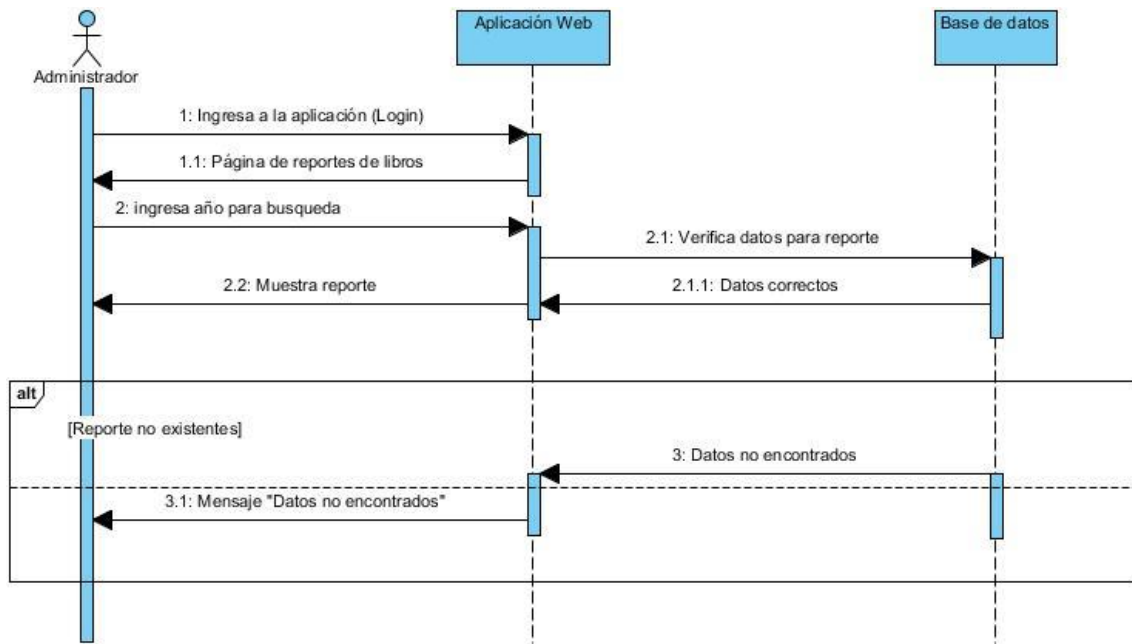 Administrador
Aplicación Web
Base de datos
1: Ingresa a la aplicación (Login)
1.1: Página de reportes de libros
2: ingresa año para busqueda
2.1: Verifica datos para reporte
2.2: Muestra reporte
2.1.1: Datos correctos
alt
[Reporte no existentes]
3: Datos no encontrados
3.1: Mensaje "Datos no encontrados"